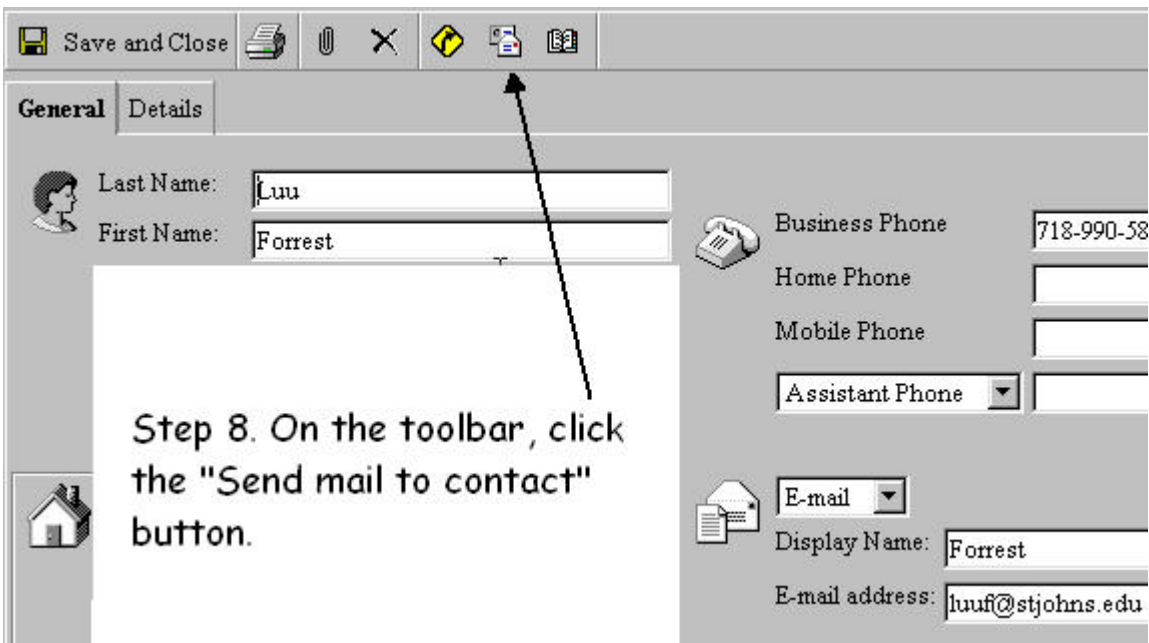 Save and Close
General Details
Last Name: Luu
First Name: Forrest
Business Phone 718-990-58
Home Phone
Mobile Phone
Assistant Phone
Step 8. On the toolbar, click
the "Send mail to contact"
button.
E-mail
Display Name: Forrest
E-mail address: luuf@stjohns.edu